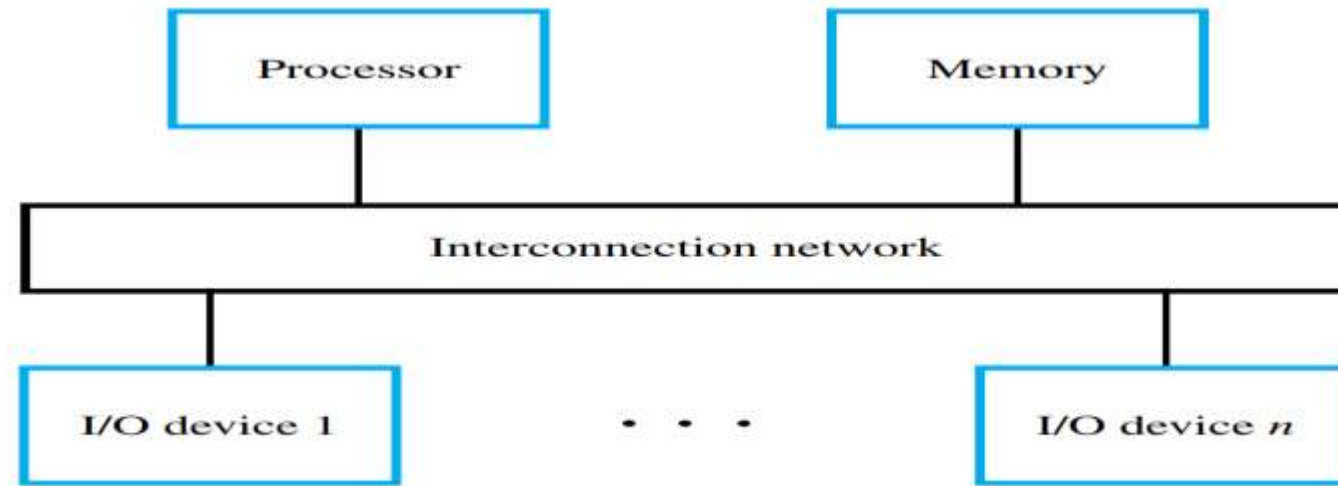 Processor
Memory
Interconnection network
I/O device 1
. . .
I/O device n